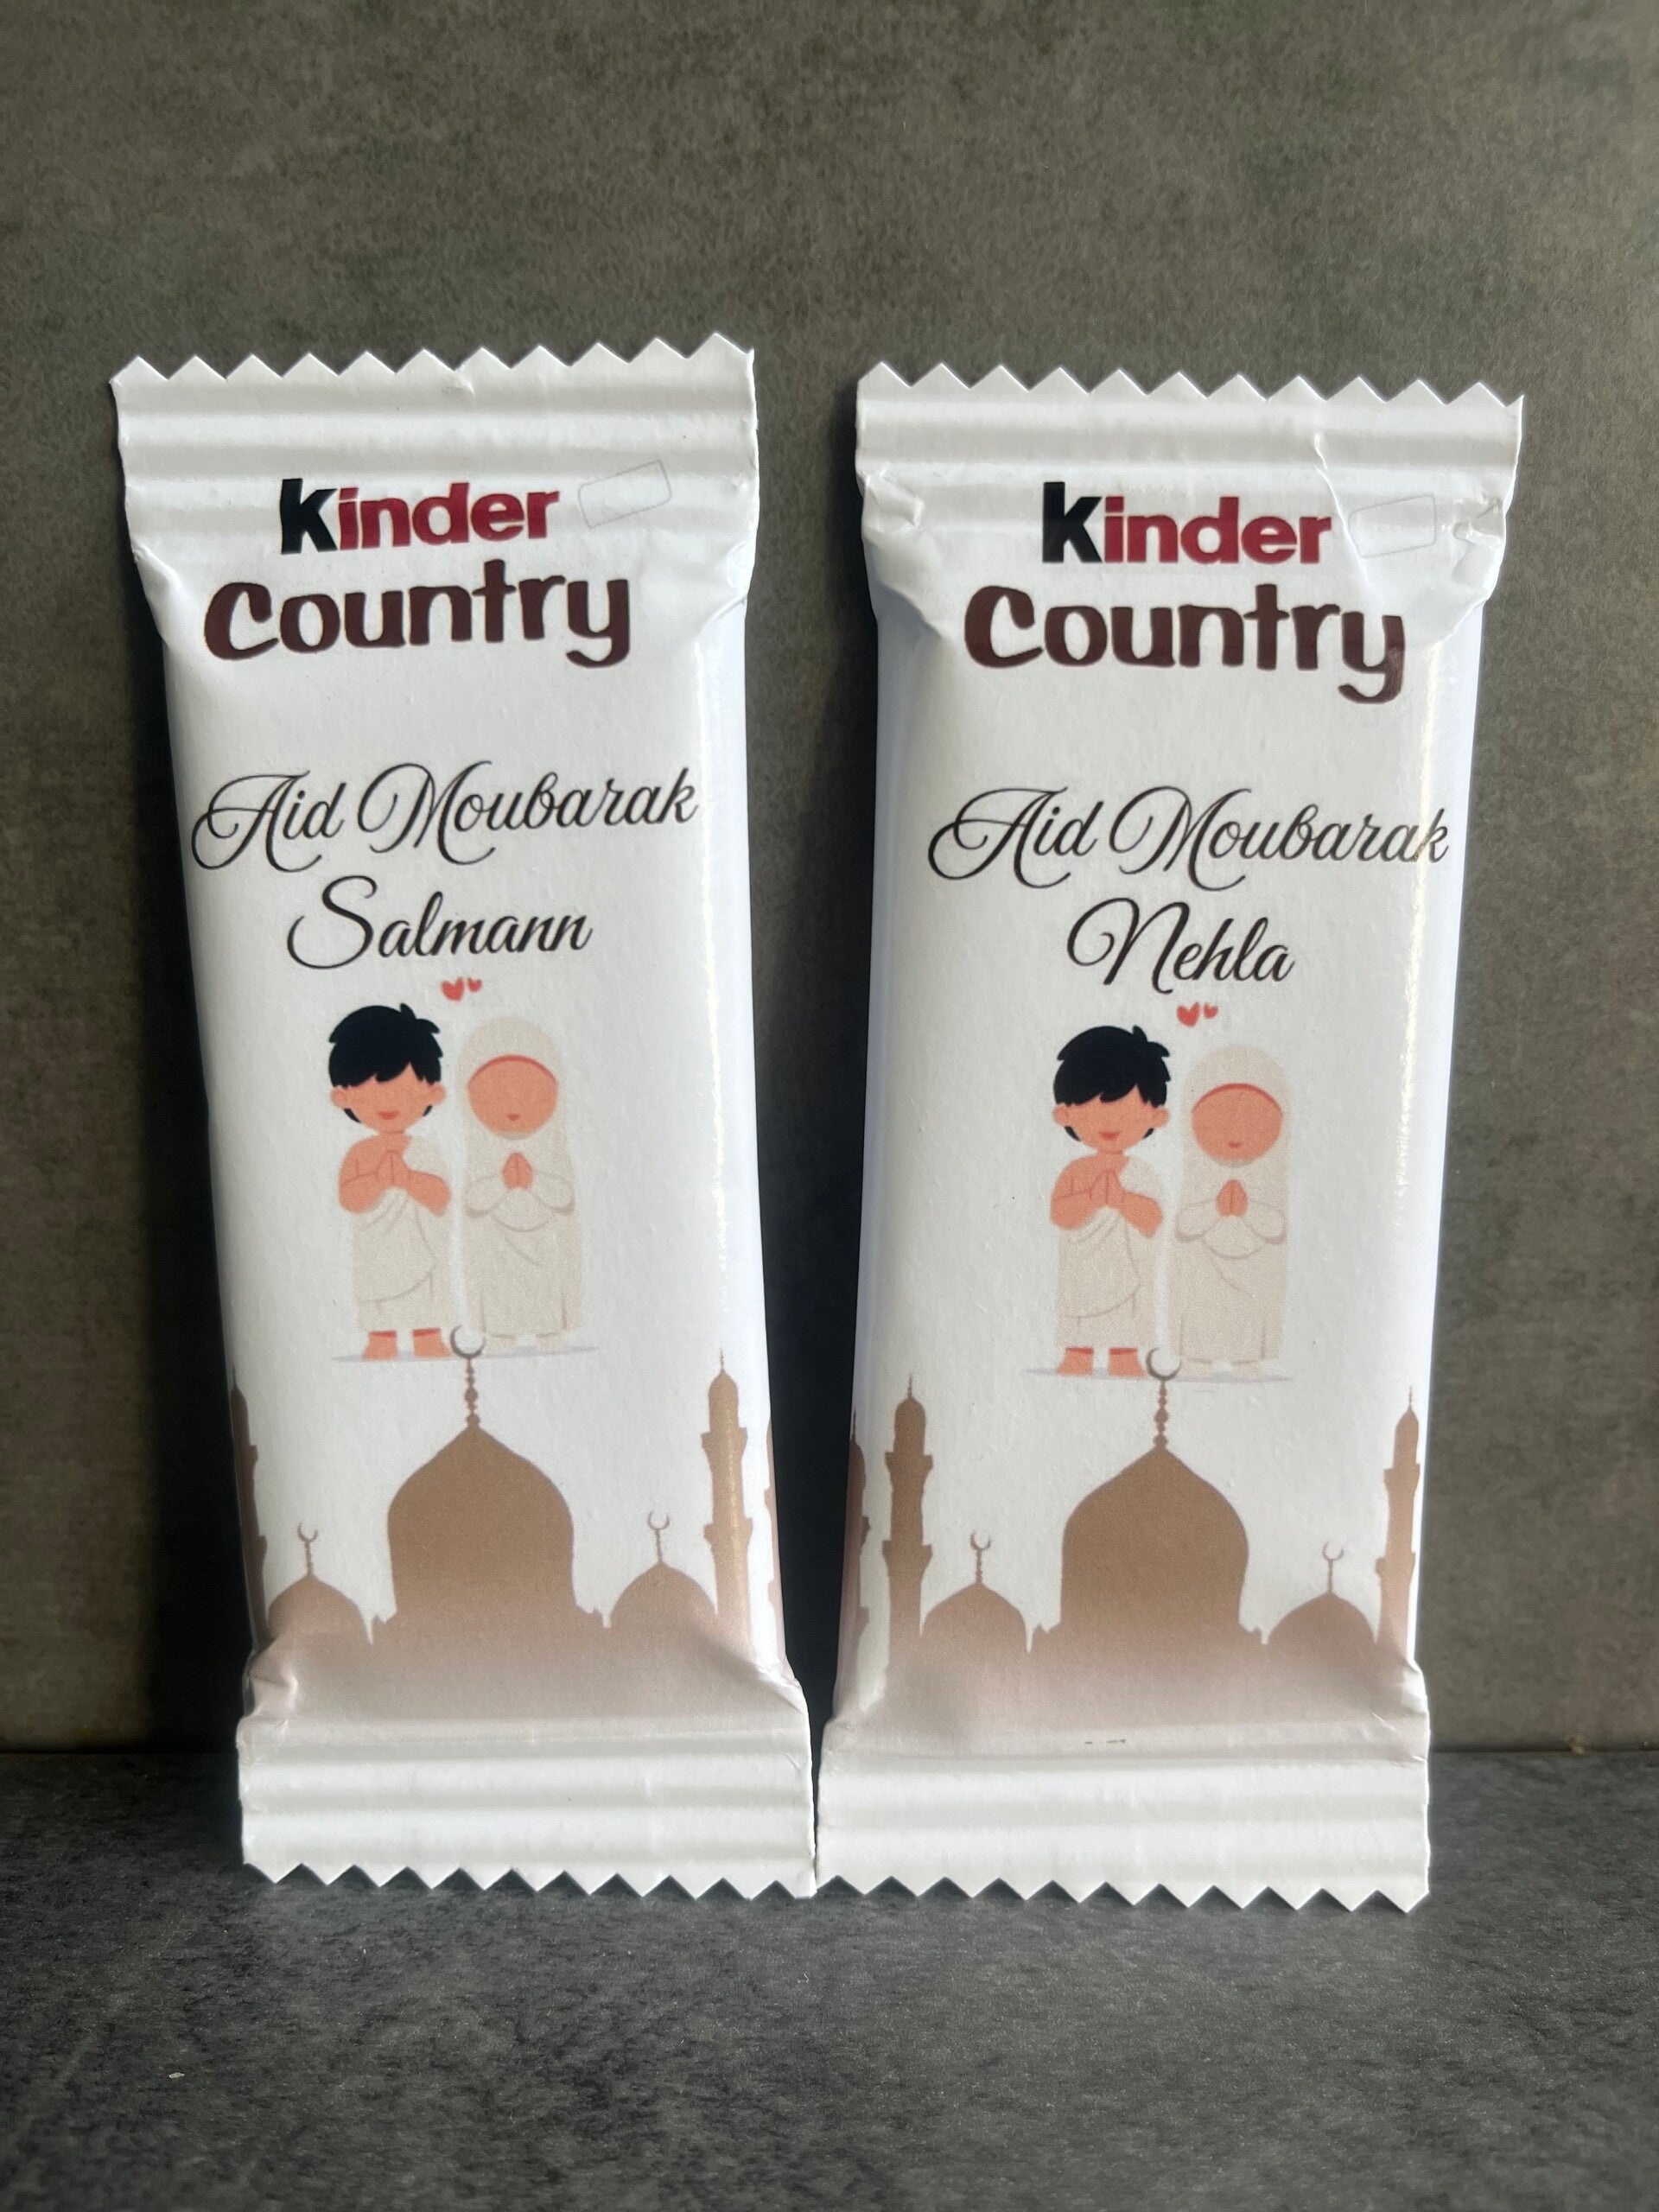 Kinder
Country
Aid Moubarak
Salmann
Kinder
Country
Aid Moubarak
Nehla